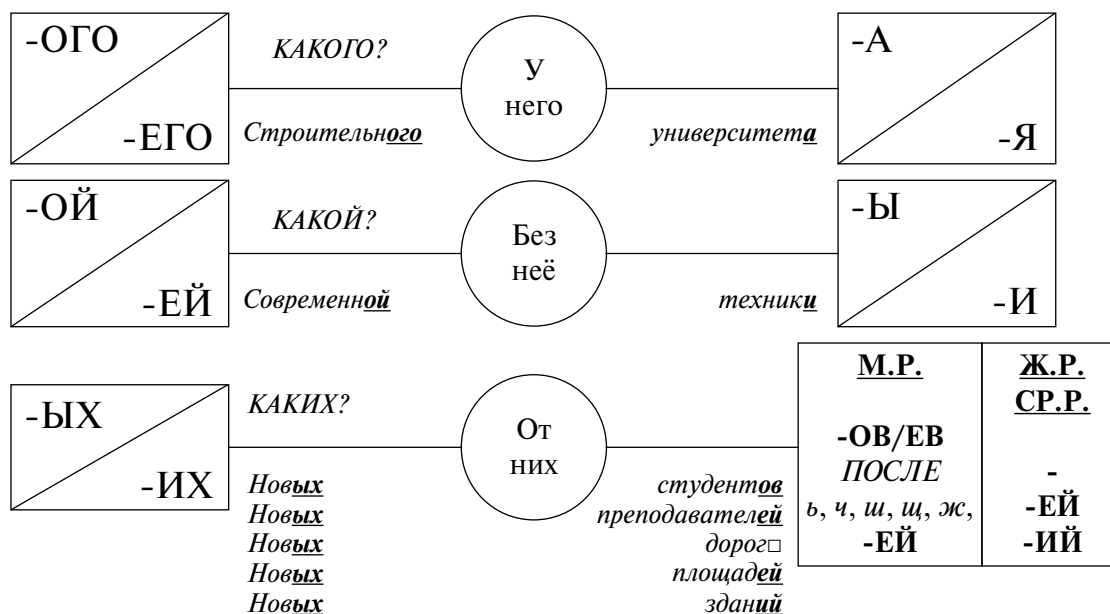 -ОГО
-ЕГО
КАКОГО?
Строительного
У
него
университета
-А
-Я
-ОЙ
-ЕЙ
КАКОЙ?
Современной
Без
неё
техники
-Ы
-И
-ЫХ
-ИХ
КАКИХ?
Новых
Новых
Новых
Новых
Новых
От
них
студентов
преподавателей
дорог□
площадей
зданий
М.Р.
-ОВ/ЕВ
ПОСЛЕ
ь, ч, ш, щ, ж,
-ЕЙ
Ж.Р.
СР.Р.
-
-ЕЙ
-ИЙ